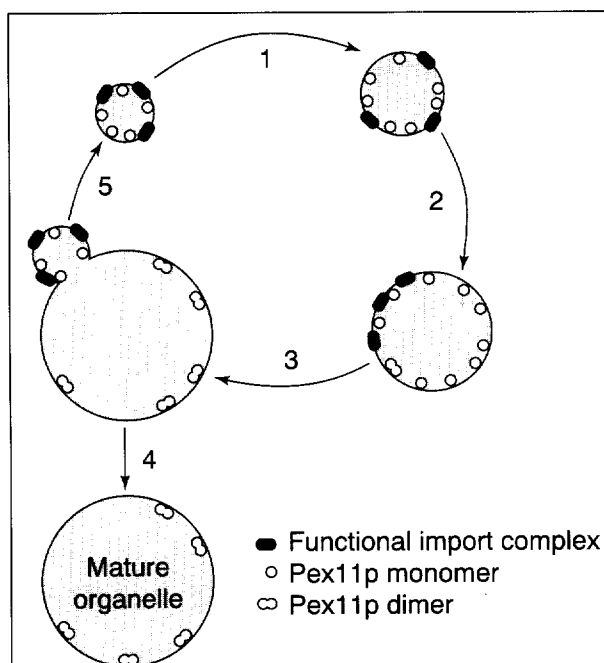 1
2
3
4
5
Mature
organelle
Functional import complex
Pex11p monomer
Pex11p dimer